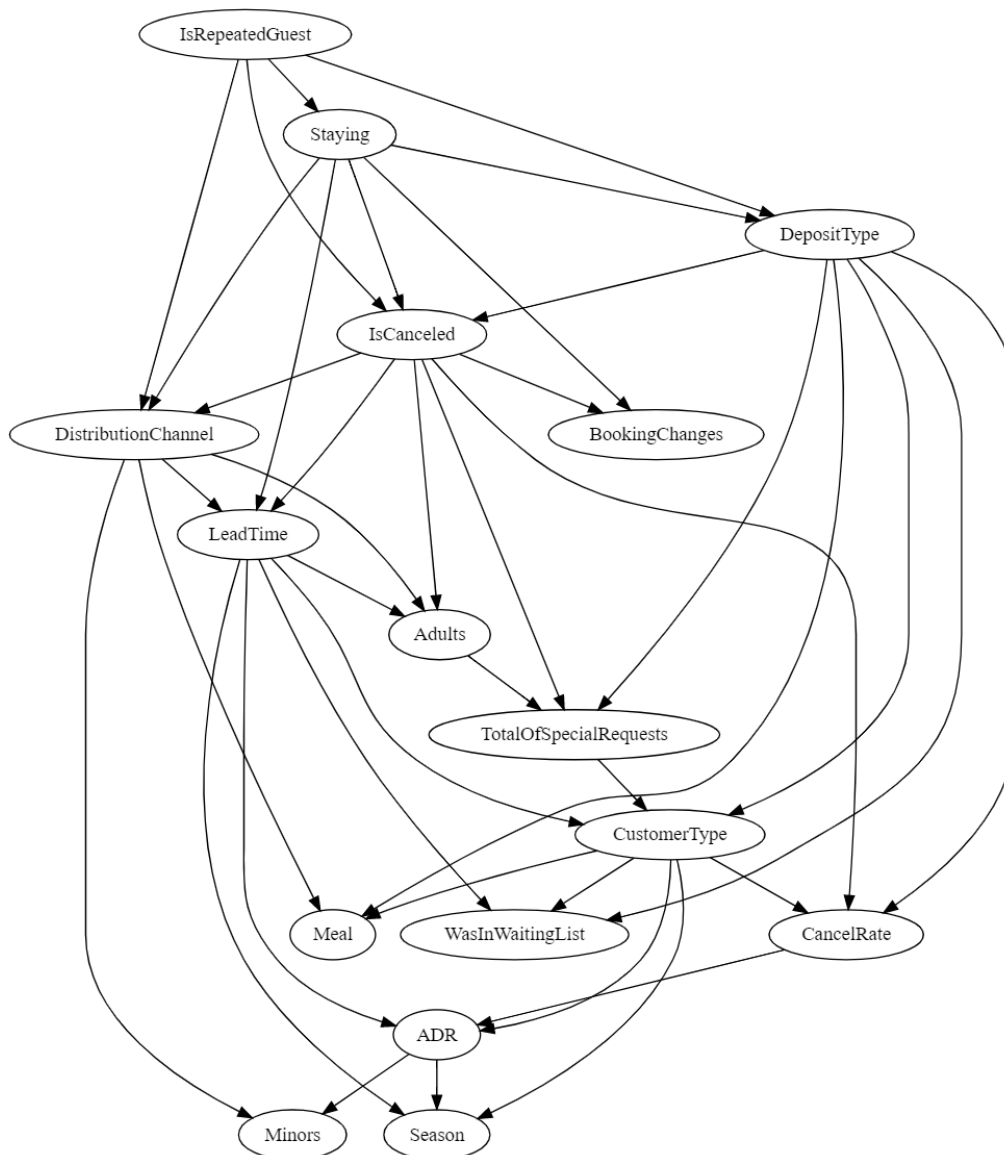 IsRepeatedGuest
Staying
DepositType
IsCanceled
DistributionChannel
BookingChanges
LeadTime
Adults
TotalOfSpecialRequests
CustomerType
Meal
WasInWaitingList
CancelRate
ADR
Minors
Season